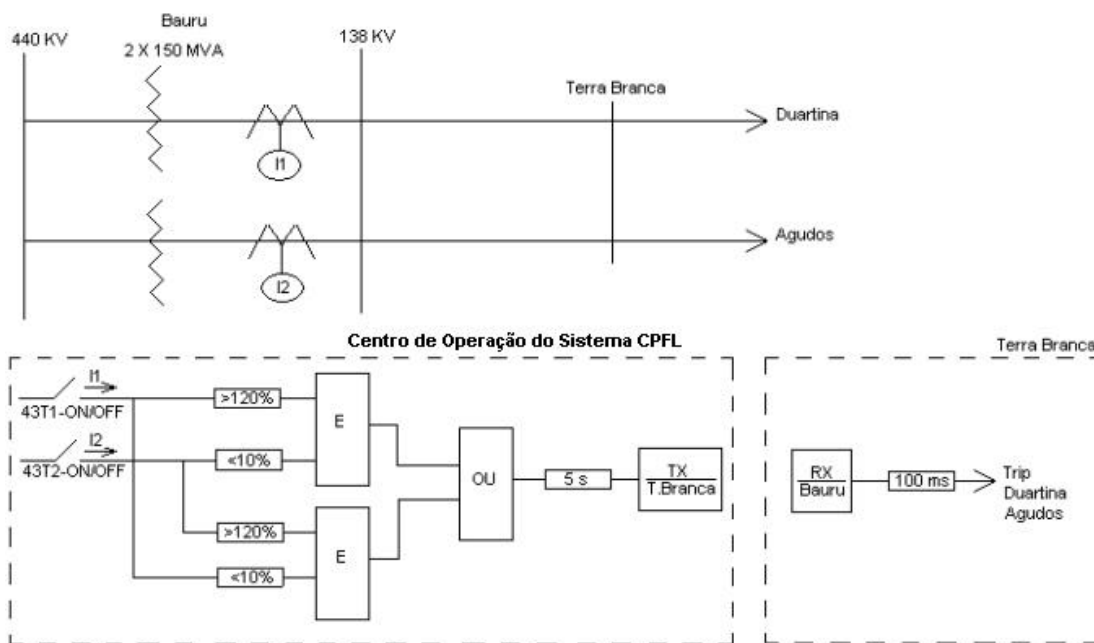 Bauru
440 KV
2 X 150 MVA
138 KV
Terra Branca
Duartina
I1
Agudos
I2
Centro de Operação do Sistema CPFL
Terra Branca
I1
43T1-ON/OFF
>120%
E
I2
43T2-ON/OFF
<10%
OU
5 s
TX
T.Branca
RX
Bauru
100 ms
Trip
Duartina
Agudos
>120%
E
<10%